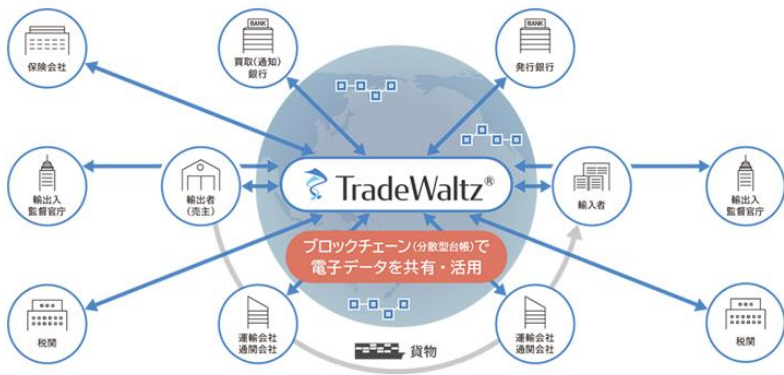 BANK
BANK
保険会社
買取(通知)
銀行
発行銀行
輸出入
監督官庁
輸出者
(売主)
TradeWaltz®
輸入者
輸出入
監督官庁
ブロックチェーン(分散型台帳)で
電子データを共有・活用
税関
運輸会社
通関会社
貨物
運輸会社
通関会社
税関